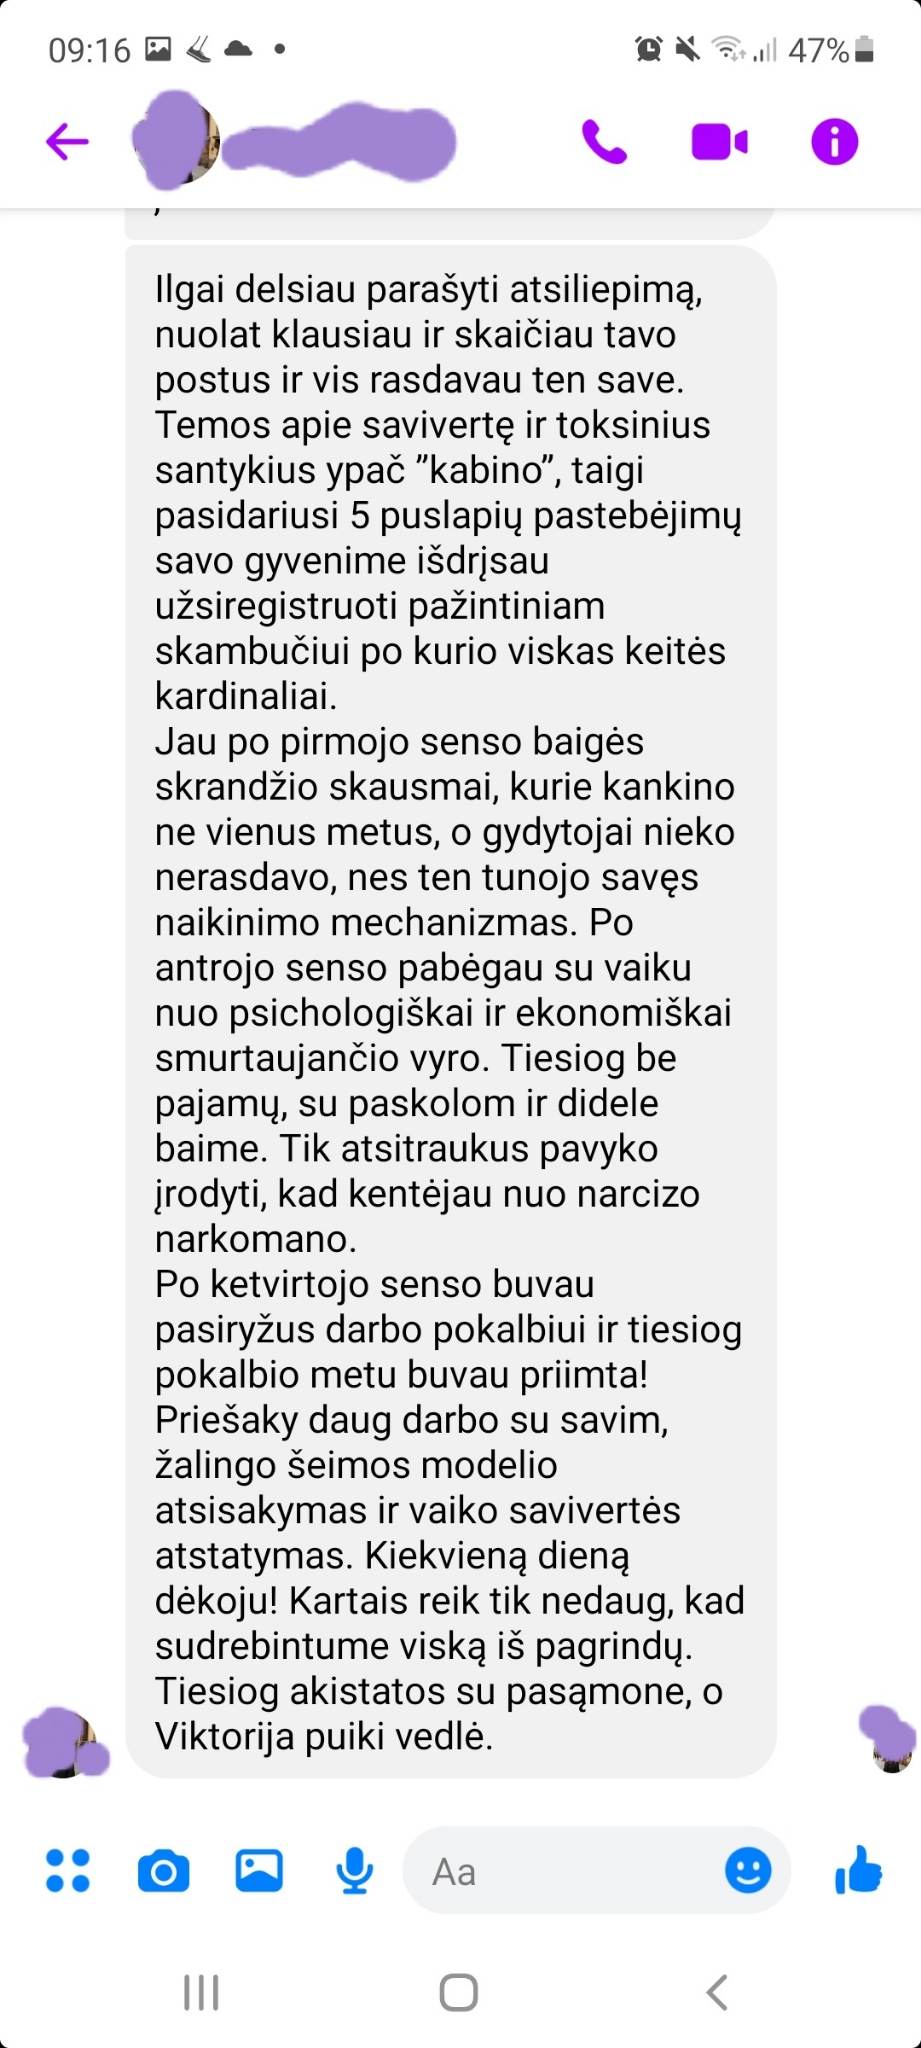 09:16
47%
,
Ilgai delsiau parašyti atsiliepimą,
nuolat klausiau ir skaičiau tavo
postus ir vis rasdavau ten save.
Temos apie savivertę ir toksinius
santykius ypač ”kabino”, taigi
pasidariusi 5 puslapių pastebėjimų
savo gyvenime išdrįsau
užsiregistruoti pažintiniam
skambučiui po kurio viskas keitės
kardinaliai.
Jau po pirmojo senso baigės
skrandžio skausmai, kurie kankino
ne vienus metus, o gydytojai nieko
nerasdavo, nes ten tunojo savęs
naikinimo mechanizmas. Po
antrojo senso pabėgau su vaiku
nuo psichologiškai ir ekonomiškai
smurtaujančio vyro. Tiesiog be
pajamų, su paskolom ir didele
baime. Tik atsitraukus pavyko
įrodyti, kad kentėjau nuo narcizo
narkomano.
Po ketvirtojo senso buvau
pasiryžus darbo pokalbiui ir tiesiog
pokalbio metu buvau priimta!
Priešaky daug darbo su savim,
žalingo šeimos modelio
atsisakymas ir vaiko savivertės
atstatymas. Kiekvieną dieną
dėkoju! Kartais reik tik nedaug, kad
sudrebintume viską iš pagrindų.
Tiesiog akistatos su pasąmone, o
Viktorija puiki vedlė.
Aa